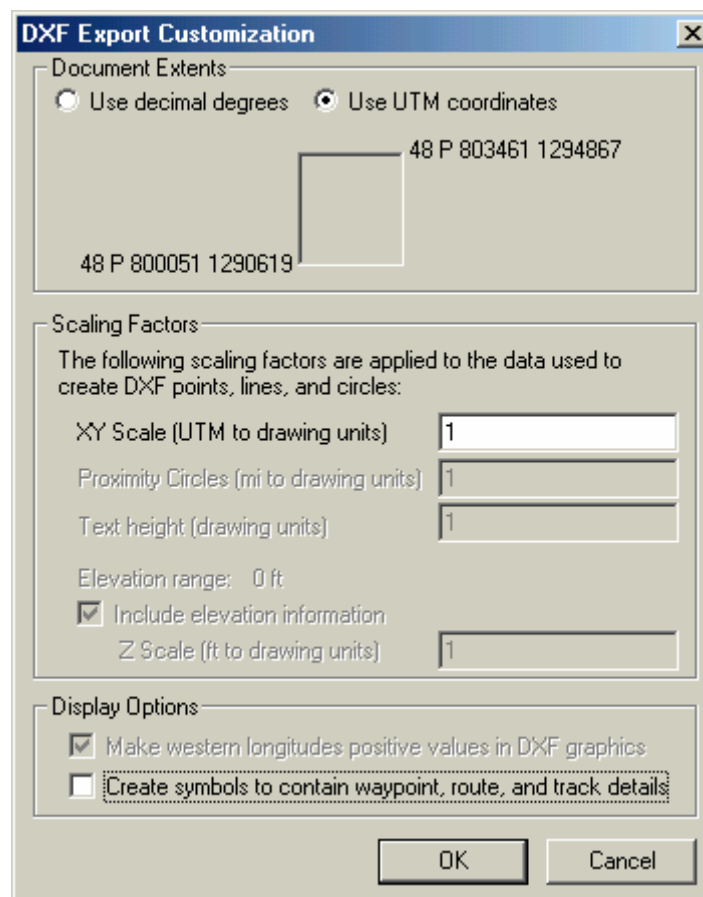 DXF Export Customization
Document Extents
Use decimal degrees Use UTM coordinates
48 P 803461 1294867
48 P 800051 1290619
Scaling Factors
The following scaling factors are applied to the data used to
create DXF points, lines, and circles:
XY Scale (UTM to drawing units) 1
Proximity Circles (mi to drawing units) 1
Text height (drawing units) 1
Elevation range: 0 ft
Include elevation information
Z Scale (ft to drawing units) 1
Display Options
Make western longitudes positive values in DXF graphics
Create symbols to contain waypoint, route, and track details
OK Cancel